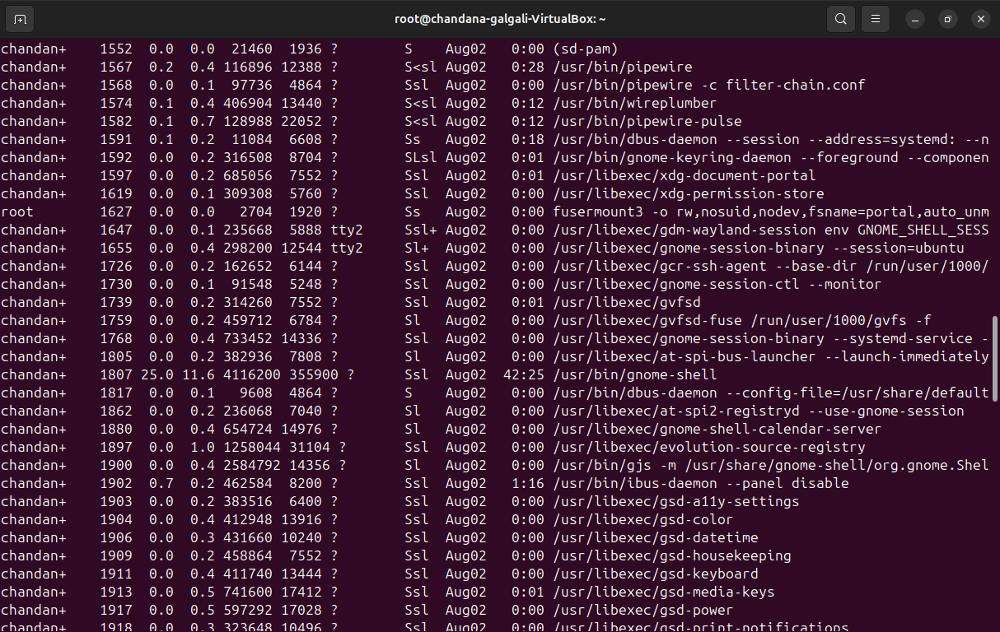 root@chandana-galgali-VirtualBox: ~
chandan+    1552  0.0  0.0  21460  1936 ?        S    Aug02   0:00 (sd-pam)
chandan+    1567  0.2  0.4 116896 12388 ?        S<sl Aug02   0:28 /usr/bin/pipewire
chandan+    1568  0.0  0.1  97736  4864 ?        Ssl  Aug02   0:00 /usr/bin/pipewire -c filter-chain.conf
chandan+    1574  0.1  0.4 406904 13440 ?        S<sl Aug02   0:12 /usr/bin/wireplumber
chandan+    1582  0.1  0.7 128988 22052 ?        S<sl Aug02   0:12 /usr/bin/pipewire-pulse
chandan+    1591  0.1  0.2  11084  6608 ?        Ss   Aug02   0:18 /usr/bin/dbus-daemon --session --address=systemd: --n
chandan+    1592  0.0  0.2 316508  8704 ?        SLsl Aug02   0:01 /usr/bin/gnome-keyring-daemon --foreground --componen
chandan+    1597  0.0  0.2 685056  7552 ?        Ssl  Aug02   0:01 /usr/libexec/xdg-document-portal
chandan+    1619  0.0  0.1 309308  5760 ?        Ssl  Aug02   0:00 /usr/libexec/xdg-permission-store
root        1627  0.0  0.0   2704  1920 ?        Ss   Aug02   0:00 fusermount3 -o rw,nosuid,nodev,fsname=portal,auto_unm
chandan+    1647  0.0  0.1 235668  5888 tty2     Ssl+ Aug02   0:00 /usr/libexec/gdm-wayland-session env GNOME_SHELL_SESS
chandan+    1655  0.0  0.4 298200 12544 tty2     Sl+  Aug02   0:00 /usr/libexec/gnome-session-binary --session=ubuntu
chandan+    1726  0.0  0.2 162652  6144 ?        Ssl  Aug02   0:00 /usr/libexec/gcr-ssh-agent --base-dir /run/user/1000/
chandan+    1730  0.0  0.1  91548  5248 ?        Ssl  Aug02   0:00 /usr/libexec/gnome-session-ctl --monitor
chandan+    1739  0.0  0.2 314260  7552 ?        Ssl  Aug02   0:01 /usr/libexec/gvfsd
chandan+    1759  0.0  0.2 459712  6784 ?        Sl   Aug02   0:00 /usr/libexec/gvfsd-fuse /run/user/1000/gvfs -f
chandan+    1768  0.0  0.4 733452 14336 ?        Ssl  Aug02   0:00 /usr/libexec/gnome-session-binary --systemd-service -
chandan+    1805  0.0  0.2 382936  7808 ?        Sl   Aug02   0:00 /usr/libexec/at-spi-bus-launcher --launch-immediately
chandan+    1807 25.0 11.6 4116200 355900 ?      Ssl  Aug02  42:25 /usr/bin/gnome-shell
chandan+    1817  0.0  0.1   9608  4864 ?        S    Aug02   0:00 /usr/bin/dbus-daemon --config-file=/usr/share/default
chandan+    1862  0.0  0.2 236068  7040 ?        Sl   Aug02   0:00 /usr/libexec/at-spi2-registryd --use-gnome-session
chandan+    1880  0.0  0.4 654724 14976 ?        Sl   Aug02   0:00 /usr/libexec/gnome-shell-calendar-server
chandan+    1897  0.0  1.0 1258044 31104 ?       Ssl  Aug02   0:00 /usr/libexec/evolution-source-registry
chandan+    1900  0.0  0.4 2584792 14356 ?       Sl   Aug02   0:00 /usr/bin/gjs -m /usr/share/gnome-shell/org.gnome.Shel
chandan+    1902  0.7  0.2 462584  8200 ?        Ssl  Aug02   1:16 /usr/bin/ibus-daemon --panel disable
chandan+    1903  0.0  0.2 383516  6400 ?        Ssl  Aug02   0:00 /usr/libexec/gsd-a11y-settings
chandan+    1904  0.0  0.4 412948 13916 ?        Ssl  Aug02   0:00 /usr/libexec/gsd-color
chandan+    1906  0.0  0.3 431660 10240 ?        Ssl  Aug02   0:00 /usr/libexec/gsd-datetime
chandan+    1909  0.0  0.2 458864  7552 ?        Ssl  Aug02   0:00 /usr/libexec/gsd-housekeeping
chandan+    1911  0.0  0.4 411740 13444 ?        Ssl  Aug02   0:00 /usr/libexec/gsd-keyboard
chandan+    1913  0.0  0.5 741600 17412 ?        Ssl  Aug02   0:01 /usr/libexec/gsd-media-keys
chandan+    1917  0.0  0.5 597292 17028 ?        Ssl  Aug02   0:00 /usr/libexec/gsd-power
chandan+    1918  0.0  0.3 323648 10496 ?        Ssl  Aug02   0:00 /usr/libexec/gsd-print-notifications